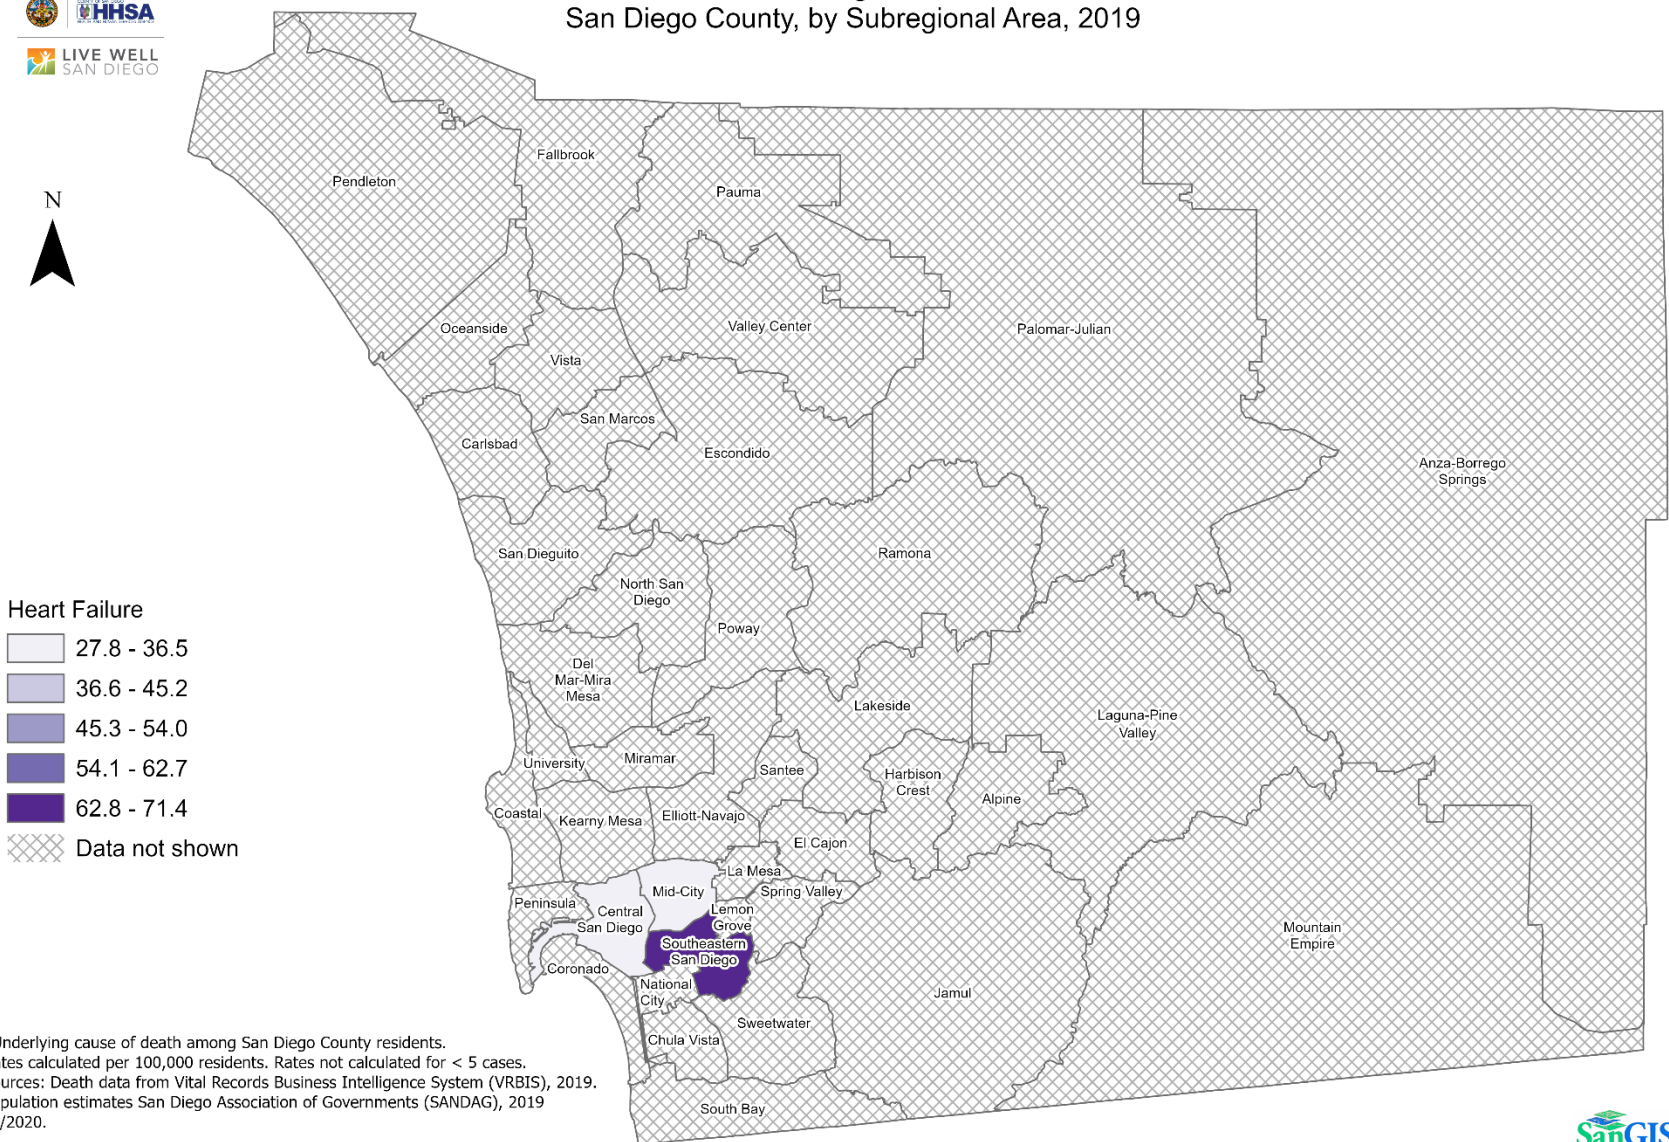 HHSA
LIVE WELL
SAN DIEGO
San Diego County, by Subregional Area, 2019
N
Fallbrook
Pendleton
Pauma
Oceanside
Valley Center
Palomar-Julian
Vista
San Marcos
Carlsbad
Escondido
Anza-Borrego
Springs
San Dieguito
Ramona
North San
Diego
Poway
Del
Mar-Mira
Mesa
Lakeside
Laguna-Pine
Valley
University
Miramar
Santee
Harbison
Crest
Alpine
Coastal
Kearny Mesa
Elliott-Navajo
El Cajon
La Mesa
Mid-City
Spring Valley
Peninsula
Central
San Diego
Lemon
Grove
Southeastern
San Diego
Mountain
Empire
Coronado
National
City
Jamul
Sweetwater
Chula Vista
South Bay
Heart Failure
27.8 - 36.5
36.6 - 45.2
45.3 - 54.0
54.1 - 62.7
62.8 - 71.4
Data not shown
Underlying cause of death among San Diego County residents.
tes calculated per 100,000 residents. Rates not calculated for < 5 cases.
urces: Death data from Vital Records Business Intelligence System (VRBIS), 2019.
pulation estimates San Diego Association of Governments (SANDAG), 2019
/2020.
SanGIS